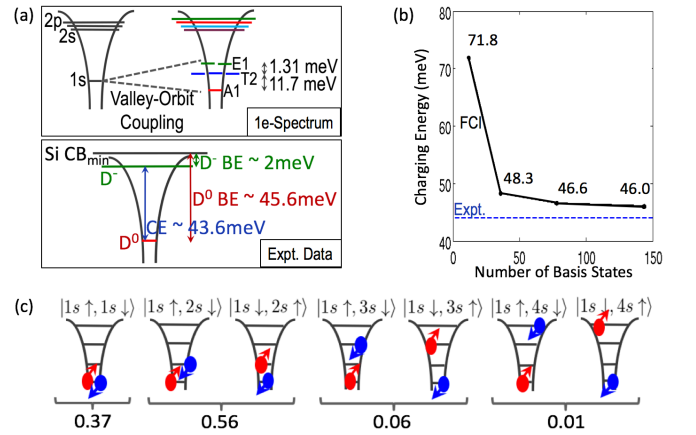 (a)
2p
2s
1s
Valley-Orbit
Coupling
E1
T2
A1
1.31 meV
11.7 meV
1e-Spectrum
Si CBmin
D-
D- BE ~ 2meV
D0 BE ~ 45.6meV
CE ~ 43.6meV
D0
Expt. Data
(b)
Charging Energy (meV)
80
70
60
50
40
71.8
FCI
48.3
46.6
46.0
Expt.
0
50
100
150
Number of Basis States
(c)
|1s ↑, 1s ↓⟩ |1s ↑, 2s ↓⟩ |1s ↓, 2s ↑⟩ |1s ↑, 3s ↓⟩ |1s ↓, 3s ↑⟩ |1s ↑, 4s ↓⟩ |1s ↓, 4s ↑⟩
0.37 0.56 0.06 0.01